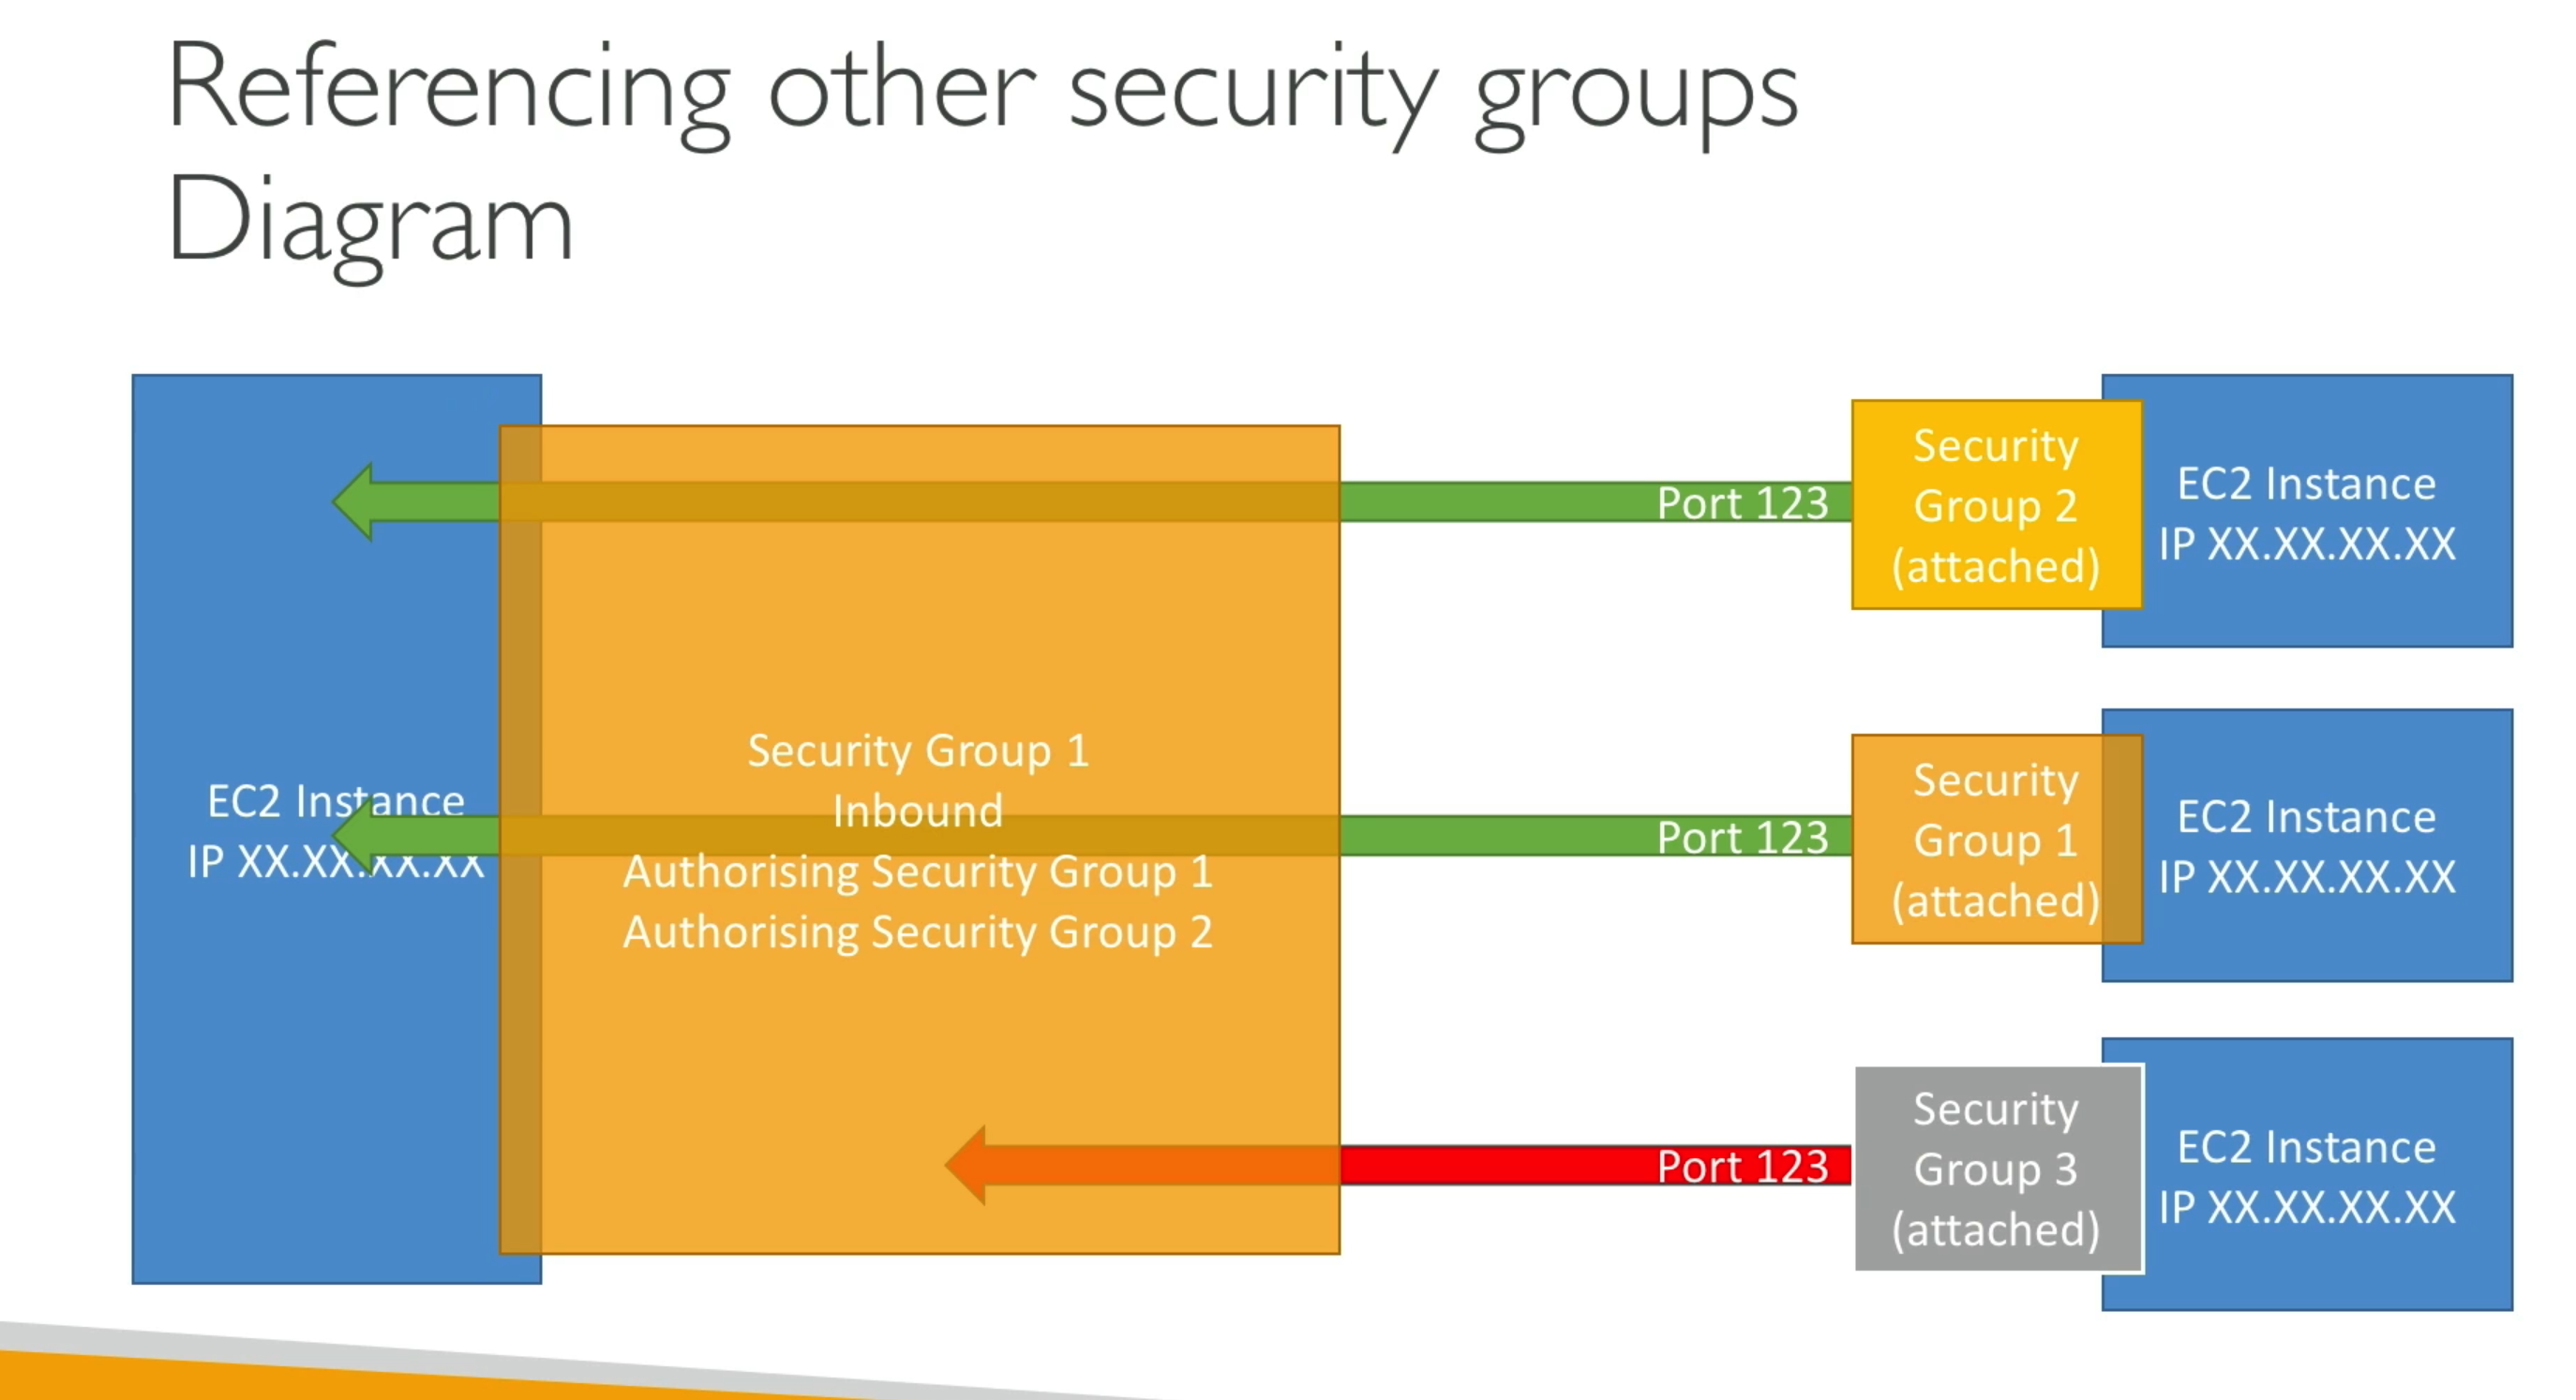 Referencing other security groups
Diagram
EC2 Instance
IP XX.XX.XX.XX
Security Group 1
Inbound
Authorising Security Group 1
Authorising Security Group 2
Port 123
Security
Group 2
(attached)
EC2 Instance
IP XX.XX.XX.XX
Port 123
Security
Group 1
(attached)
EC2 Instance
IP XX.XX.XX.XX
Port 123
Security
Group 3
(attached)
EC2 Instance
IP XX.XX.XX.XX